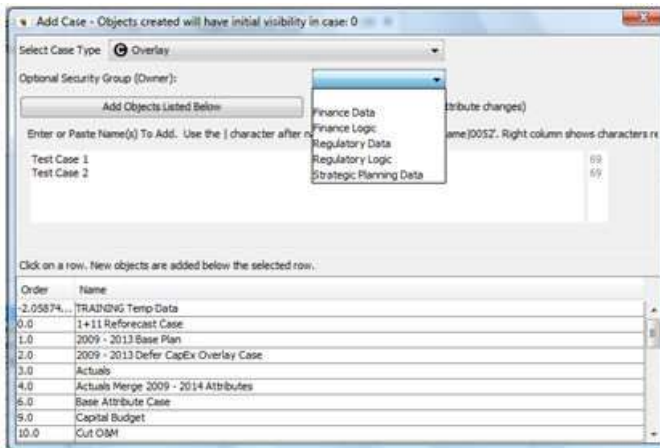 Add Case - Objects created will have initial visibility in case: 0
Select Case Type C Overlay
Optional Security Group (Owner):
Add Objects Listed Below
tribute changes)
Finance Data
Finance Logic
Regulatory Data
Regulatory Logic
Strategic Planning Data
Enter or Paste Name(s) To Add. Use the | character after n
ame|0052'. Right column shows characters re
Test Case 1 69
Test Case 2 69
Click on a row. New objects are added below the selected row.
Order Name
-2.05874... TRAINING Temp Data
0.0 1+11 Reforecast Case
1.0 2009 - 2013 Base Plan
2.0 2009 - 2013 Defer CapEx Overlay Case
3.0 Actuals
4.0 Actuals Merge 2009 - 2014 Attributes
6.0 Base Attribute Case
9.0 Capital Budget
10.0 Cut O&M